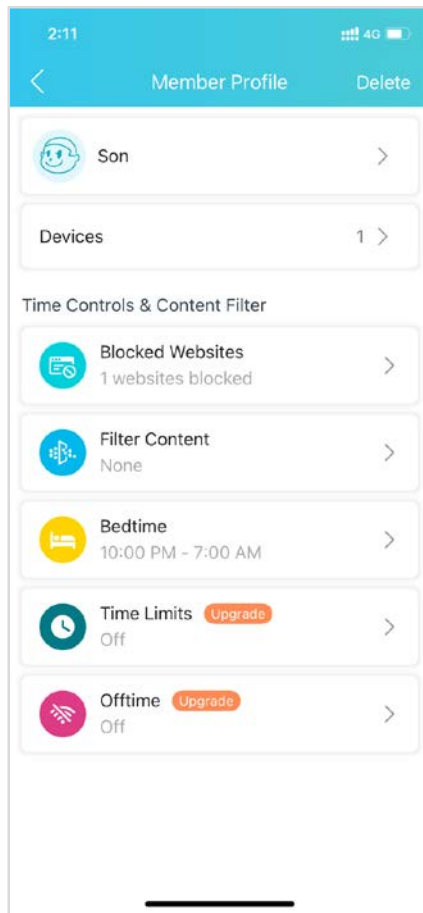 2:11 4G
Member Profile Delete
Son
Devices 1
Time Controls & Content Filter
Blocked Websites
1 websites blocked
Filter Content
None
Bedtime
10:00 PM - 7:00 AM
Time Limits Upgrade
Off
Offtime Upgrade
Off